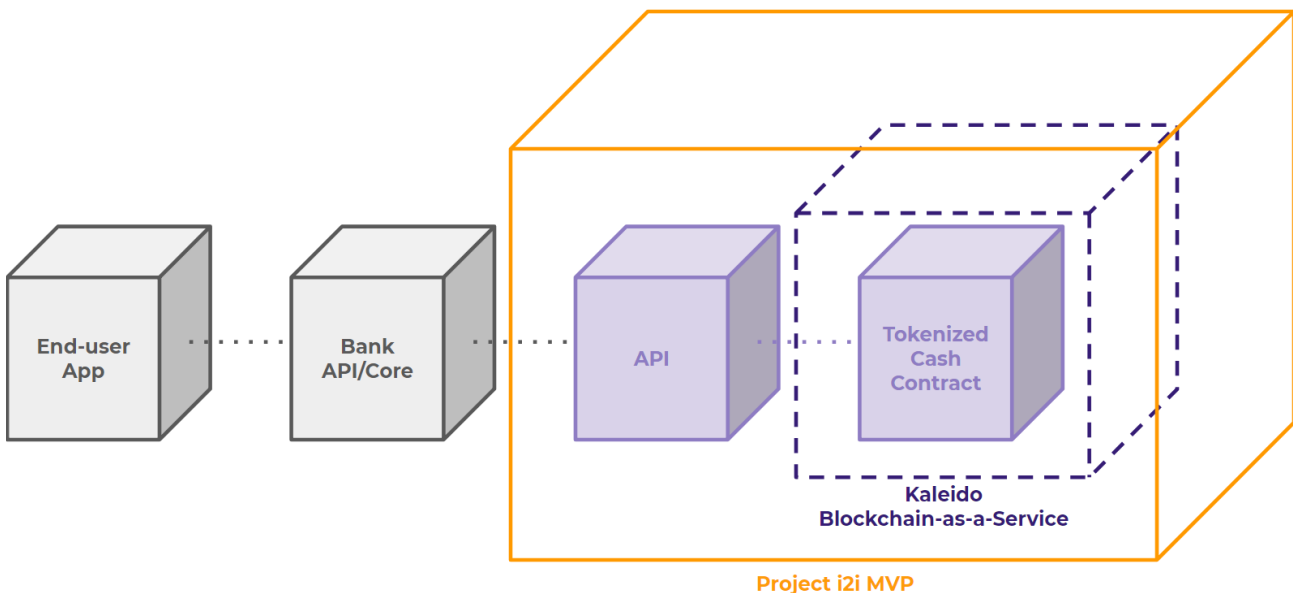 End-user
App
Bank
API/Core
API
Tokenized
Cash
Contract
Kaleido
Blockchain-as-a-Service
Project i2i MVP